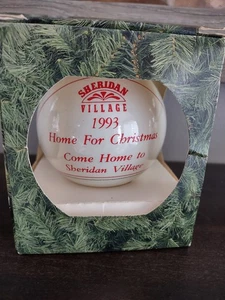 SHERIDAN
VILLAGE
1993
Home For Christmas
Come Home to
Sheridan Village